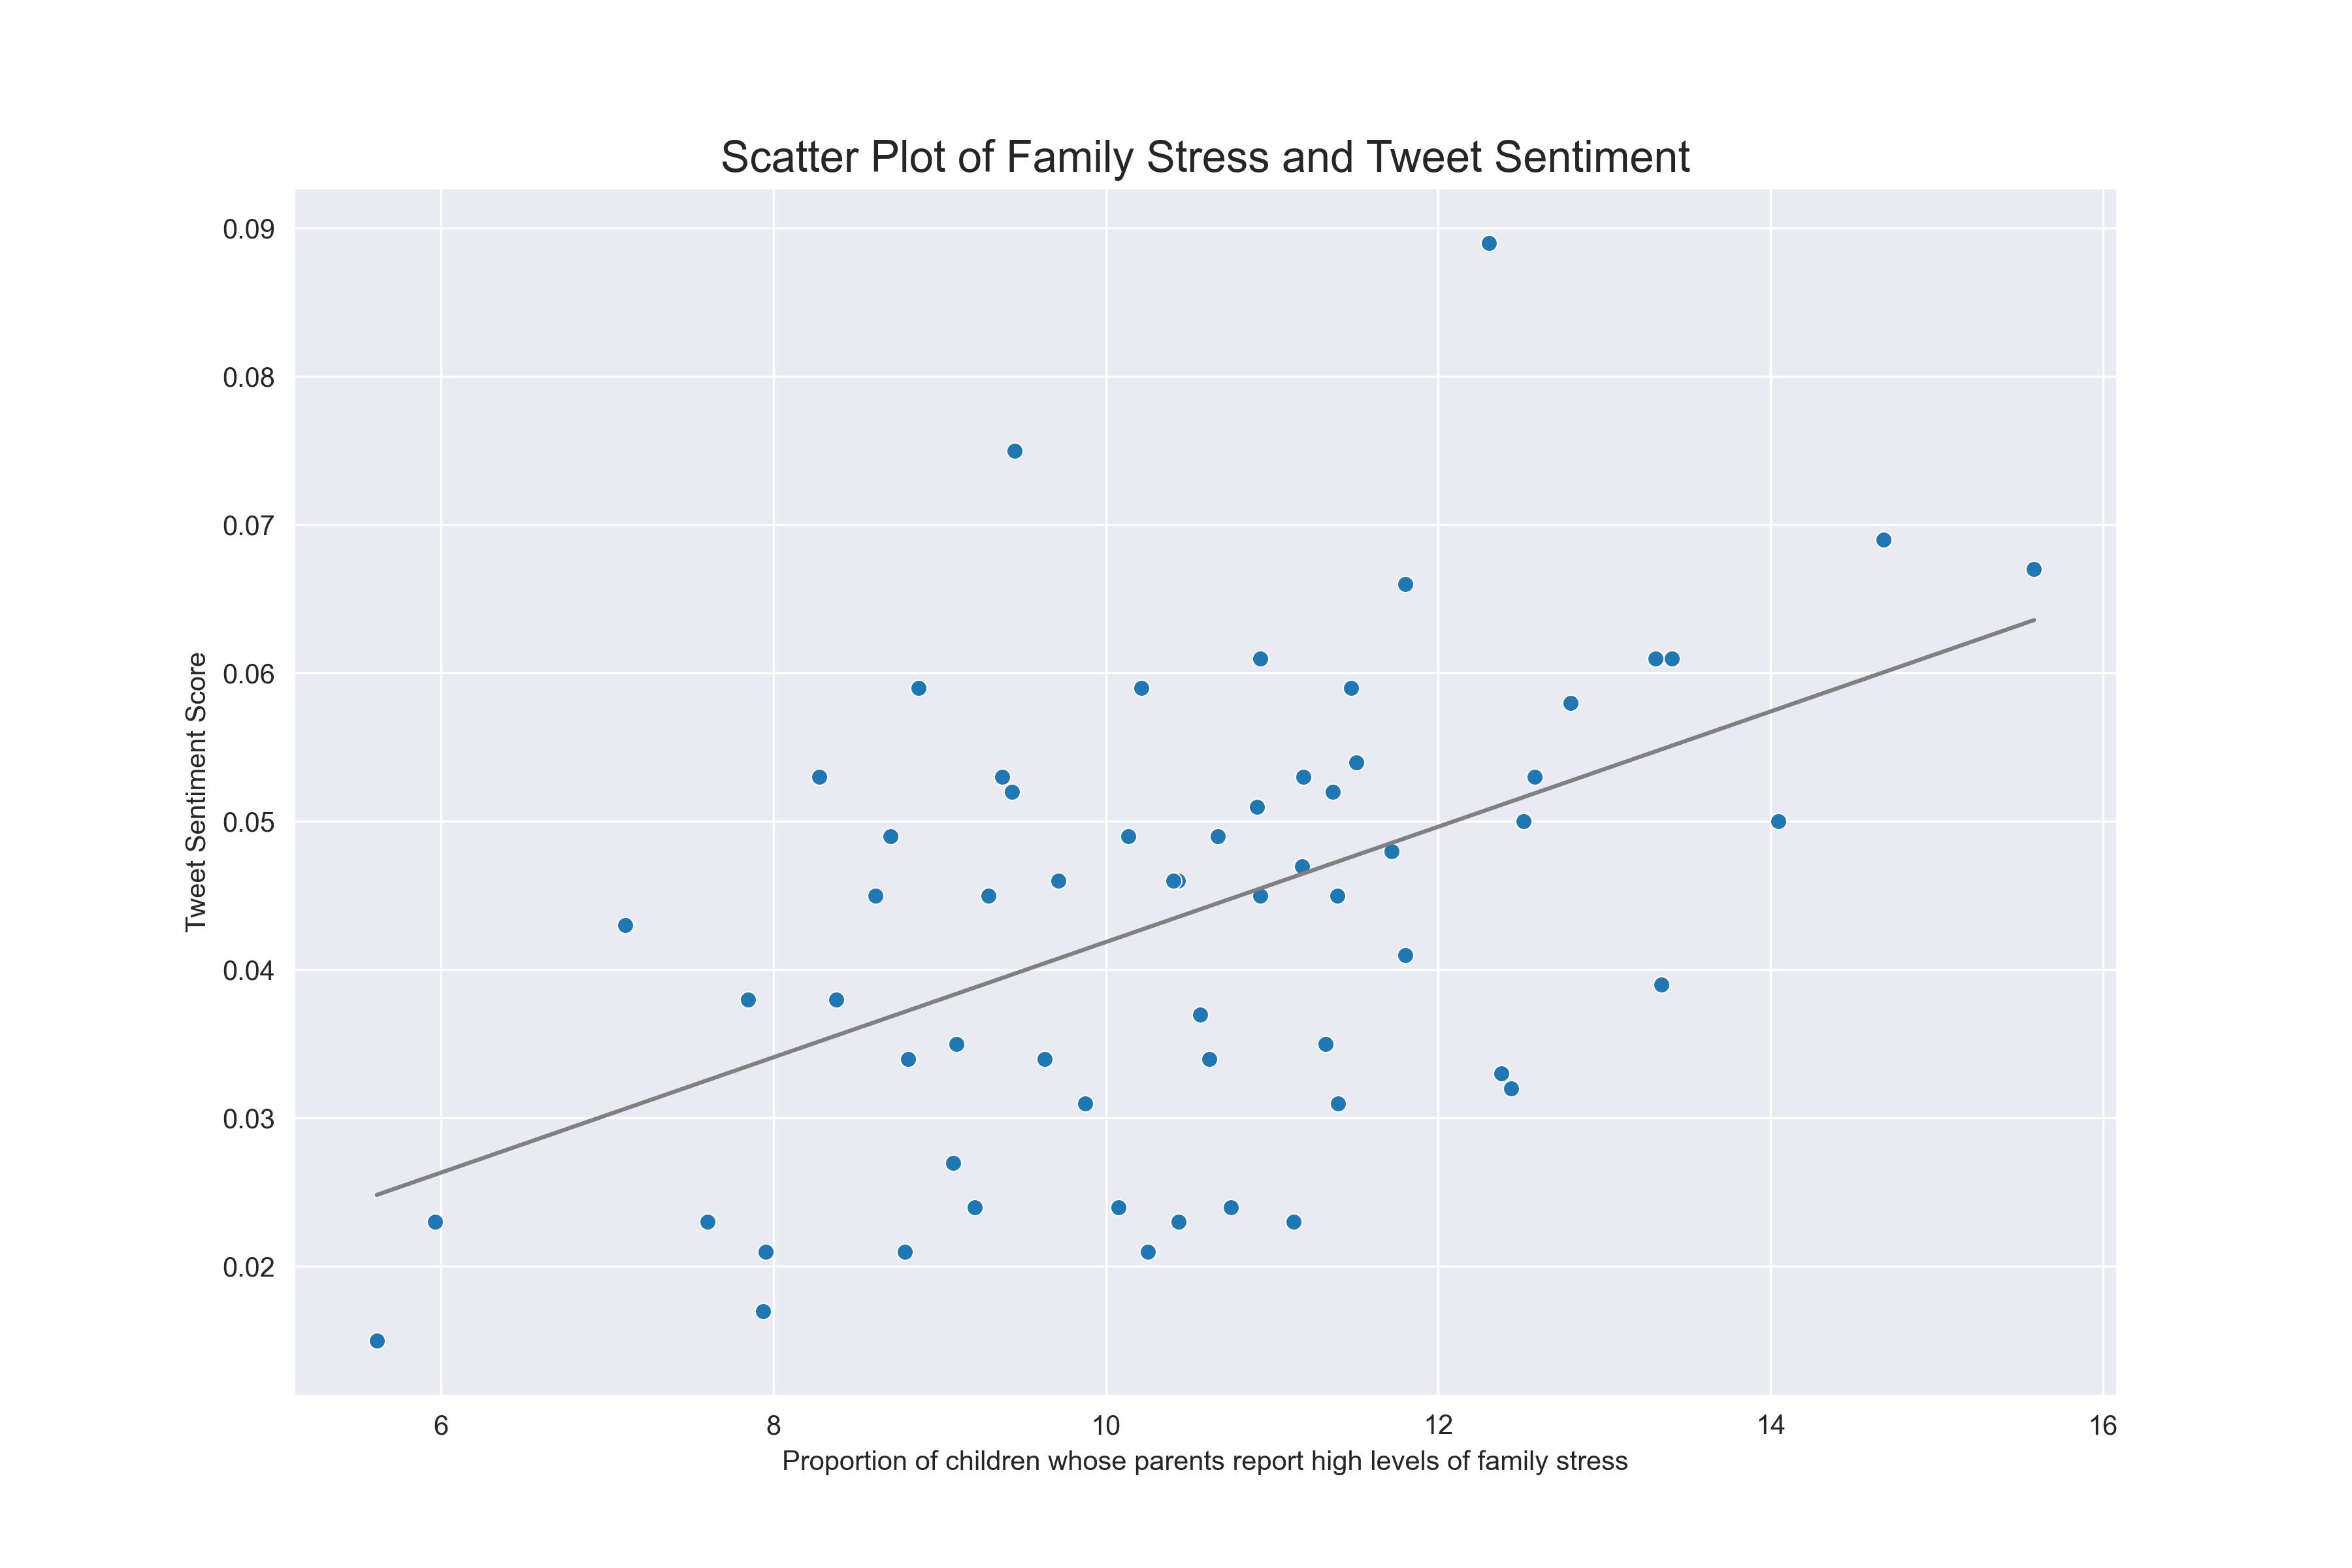 Scatter Plot of Family Stress and Tweet Sentiment
0.09
0.08
0.07
0.06
0.05
0.04
0.03
0.02
Tweet Sentiment Score
6 8 10 12 14 16
Proportion of children whose parents report high levels of family stress